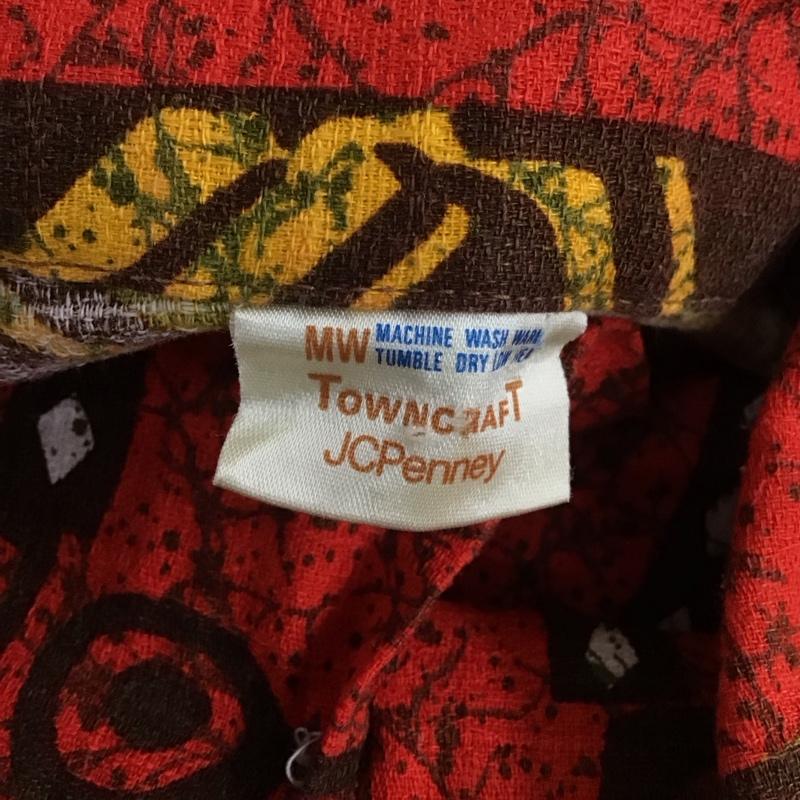 MW MACHINE WASH WARM
TUMBLE DRY LOW HEAT
TOWNCRAFT
JCPenney